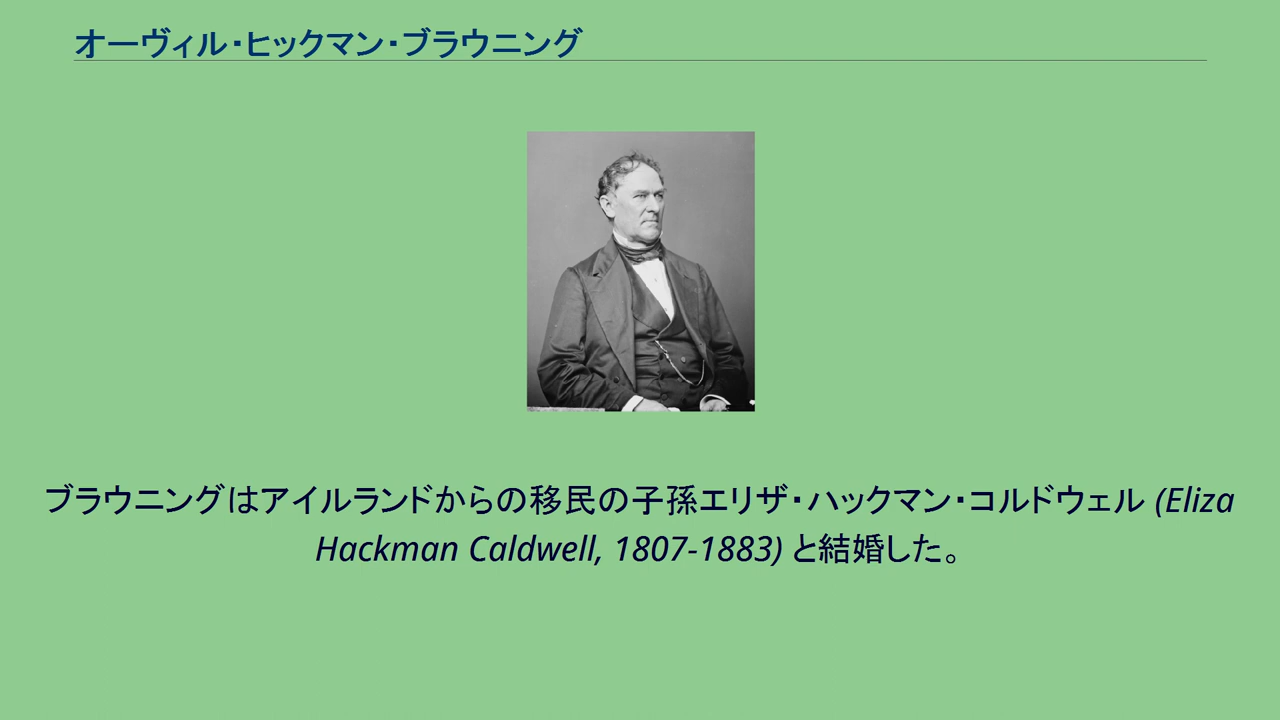 オーヴィル・ヒックマン・ブラウニング
ブラウニングはアイルランドからの移民の子孫エリザ・ハックマン・コルドウェル (Eliza
Hackman Caldwell, 1807-1883) と結婚した。